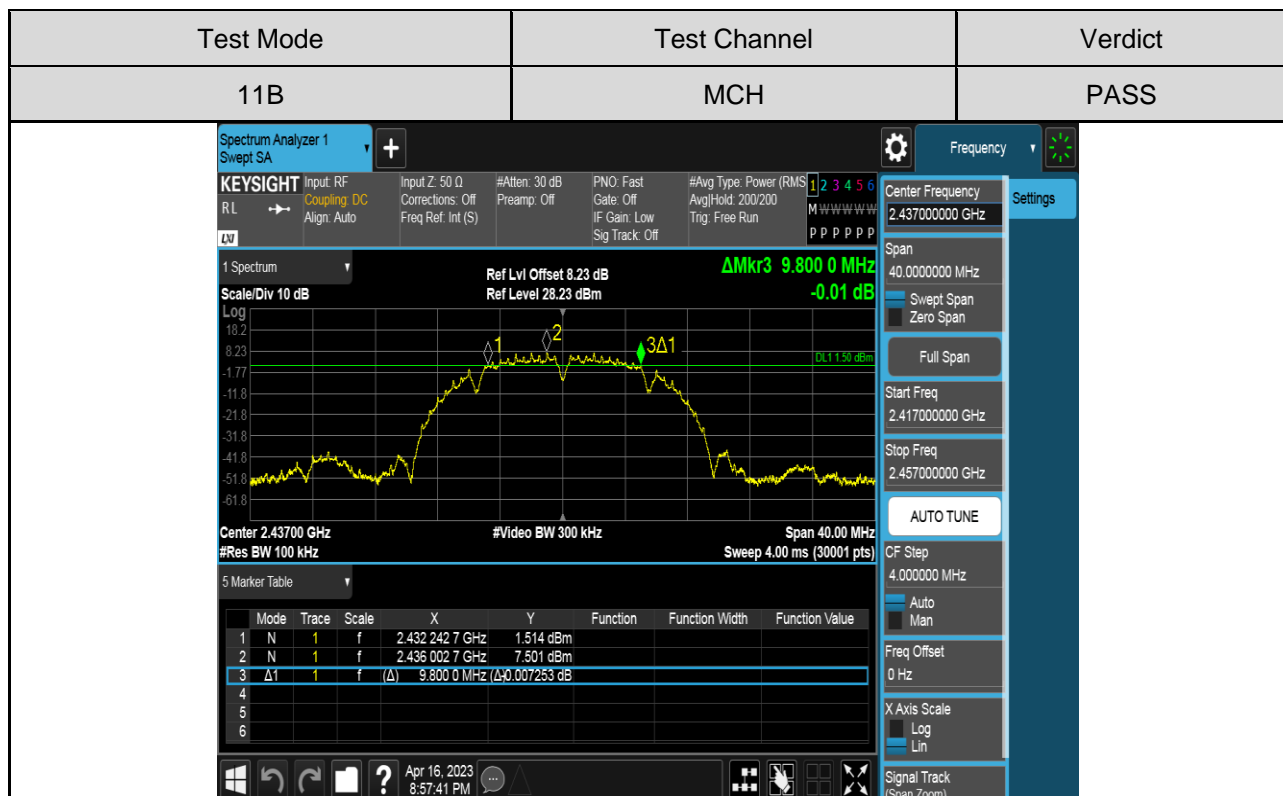 Test Mode Test Channel Verdict
11B MCH PASS
Spectrum Analyzer 1
Swept SA
+
Frequency
KEYSIGHT
RL
LXI
Input: RF
Coupling: DC
Align: Auto
Input Z: 50 Ω
Corrections: Off
Freq Ref: Int (S)
#Atten: 30 dB
Preamp: Off
PNO: Fast
Gate: Off
IF Gain: Low
Sig Track: Off
#Avg Type: Power (RMS
Avg|Hold: 200/200
Trig: Free Run
1 2 3 4 5 6
M W W W W W
P P P P P P
1 Spectrum
Scale/Div 10 dB
Log
Ref Lvl Offset 8.23 dB
Ref Level 28.23 dBm
ΔMkr3 9.800 0 MHz
-0.01 dB
18.2
8.23
-1.77
-11.8
-21.8
-31.8
-41.8
-51.8
-61.8
1
2
3Δ1
DL1 1.50 dBm
Center 2.43700 GHz #Video BW 300 kHz Span 40.00 MHz
#Res BW 100 kHz Sweep 4.00 ms (30001 pts)
5 Marker Table
Mode Trace Scale X Y Function Function Width Function Value
1 N 1 f 2.432 242 7 GHz 1.514 dBm
2 N 1 f 2.436 002 7 GHz 7.501 dBm
3 Δ1 1 f (Δ) 9.800 0 MHz (Δ) -0.007253 dB
4
5
6
?
Apr 16, 2023
8:57:41 PM
Center Frequency
2.437000000 GHz
Settings
Span
40.0000000 MHz
Swept Span
Zero Span
Full Span
Start Freq
2.417000000 GHz
Stop Freq
2.457000000 GHz
AUTO TUNE
CF Step
4.000000 MHz
Auto
Man
Freq Offset
0 Hz
X Axis Scale
Log
Lin
Signal Track
(Span Zoom)